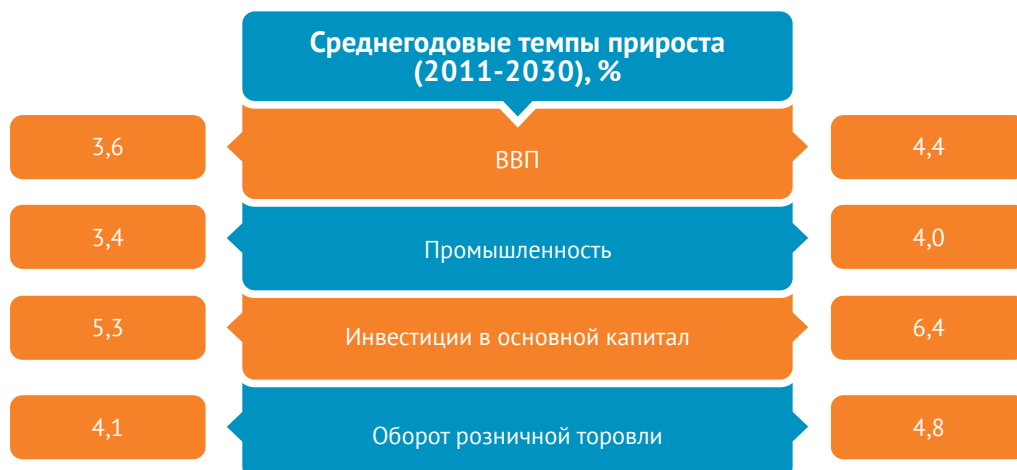 Среднегодовые темпы прироста
(2011-2030), %
3,6
ВВП
4,4
3,4
Промышленность
4,0
5,3
Инвестиции в основной капитал
6,4
4,1
Оборот розничной торовли
4,8